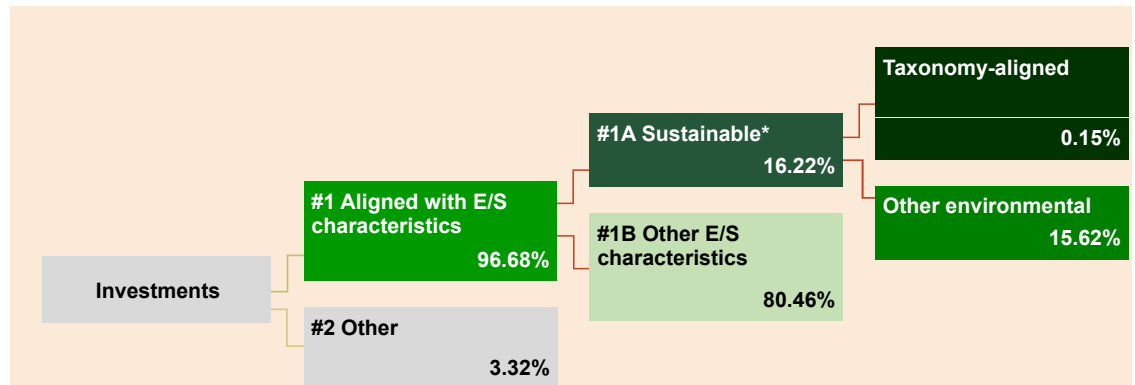 Taxonomy-aligned
0.15%
#1A Sustainable*
16.22%
#1 Aligned with E/S
characteristics
96.68%
Other environmental
15.62%
#1B Other E/S
characteristics
80.46%
Investments
#2 Other
3.32%